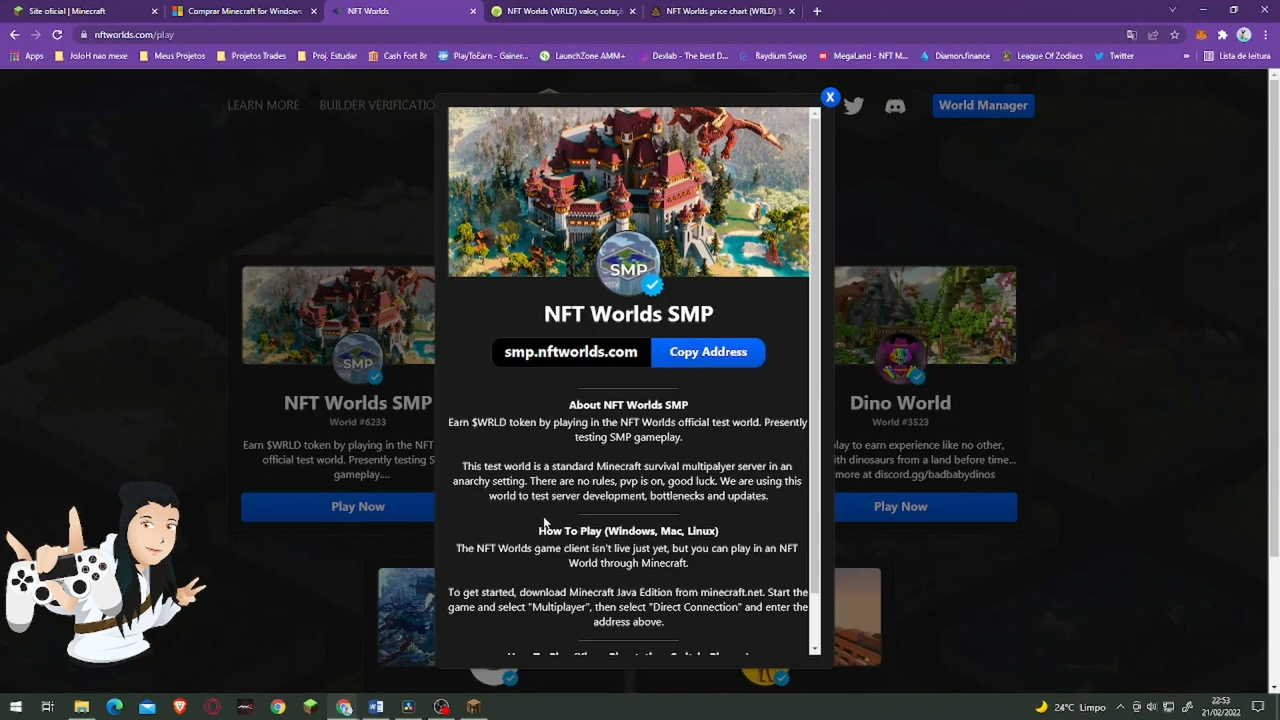 Site oficial | Minecraft
Comprar Minecraft for Windows
NFT Worlds
NFT Worlds (WRLD) valor, cotaçã
NFT Worlds price chart (WRLD) $
nftworlds.com/play
Apps
JoJoH nao mexe
Meus Projetos
Projetos Trades
Proj. Estudar
Cash Fort Br
PlayToEarn - Gainer...
LaunchZone AMM+
Dexlab - The best D...
Raydium Swap
MegaLand — NFT M...
Diamon.finance
League Of Zodiacs
Twitter
Lista de leitura
LEARN MORE
BUILDER VERIFICATIO
X
World Manager
SMP
SMP
NFT Worlds SMP
smp.nftworlds.com
Copy Address
About NFT Worlds SMP
Earn $WRLD token by playing in the NFT Worlds official test world. Presently
testing SMP gameplay.
This test world is a standard Minecraft survival multipalyer server in an
anarchy setting. There are no rules, pvp is on, good luck. We are using this
world to test server development, bottlenecks and updates.
How To Play (Windows, Mac, Linux)
The NFT Worlds game client isn't live just yet, but you can play in an NFT
World through Minecraft.
To get started, download Minecraft Java Edition from minecraft.net. Start the
game and select "Multiplayer", then select "Direct Connection" and enter the
address above.
NFT Worlds SMP
World #6233
Earn $WRLD token by playing in the NFT
official test world. Presently testing S
gameplay....
Play Now
Dino World
World #3523
play to earn experience like no other,
ith dinosaurs from a land before time...
more at discord.gg/badbabydinos
Play Now
24°C Limpo
22:53
21/02/2022